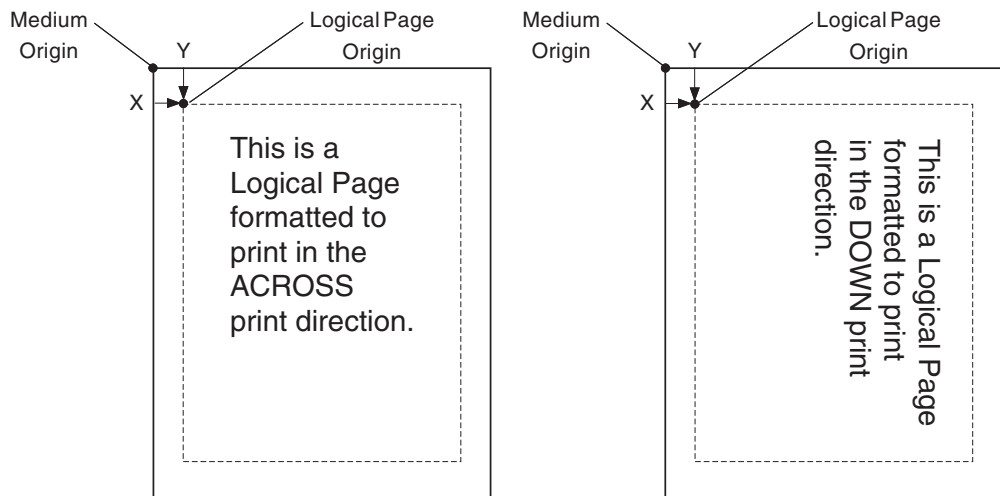 Medium
Origin
Logical Page
Origin
Y
X
This is a
Logical Page
formatted to
print in the
ACROSS
print direction.
Medium
Origin
Logical Page
Origin
Y
X
This is a Logical Page
formatted to print
in the DOWN print
direction.